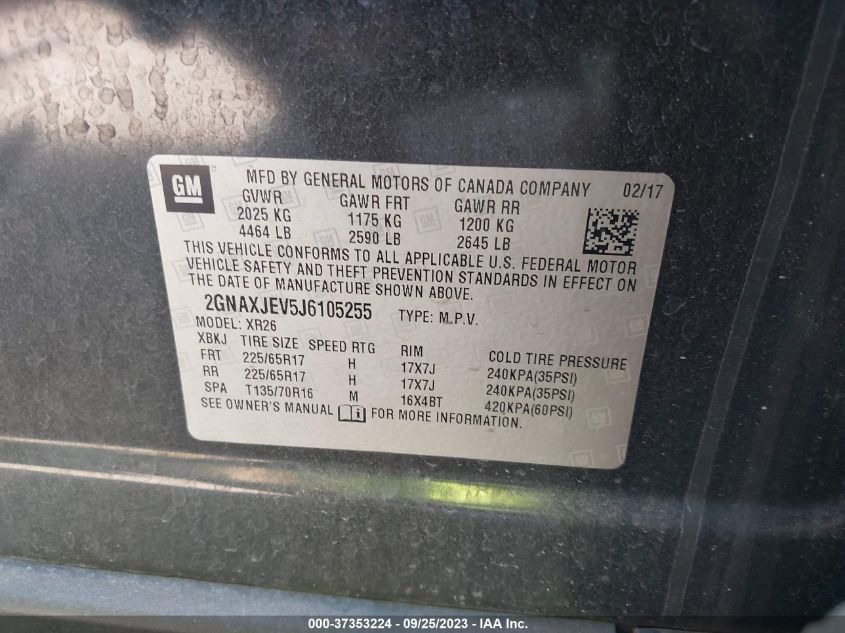 GM
MFD BY GENERAL MOTORS OF CANADA COMPANY 02/17
GVWR GAWR FRT GAWR RR
2025 KG 1175 KG 1200 KG
4464 LB 2590 LB 2645 LB
THIS VEHICLE CONFORMS TO ALL APPLICABLE U.S. FEDERAL MOTOR
VEHICLE SAFETY AND THEFT PREVENTION STANDARDS IN EFFECT ON
THE DATE OF MANUFACTURE SHOWN ABOVE.
2GNAXJEV5J6105255 TYPE: M.P.V.
MODEL: XR26
XBKJ TIRE SIZE SPEED RTG RIM COLD TIRE PRESSURE
FRT 225/65R17 H 17X7J 240KPA(35PSI)
RR 225/65R17 H 17X7J 240KPA(35PSI)
SPA T135/70R16 M 16X4BT 420KPA(60PSI)
SEE OWNER'S MANUAL FOR MORE INFORMATION.
000-37353224 - 09/25/2023 - IAAI Inc.